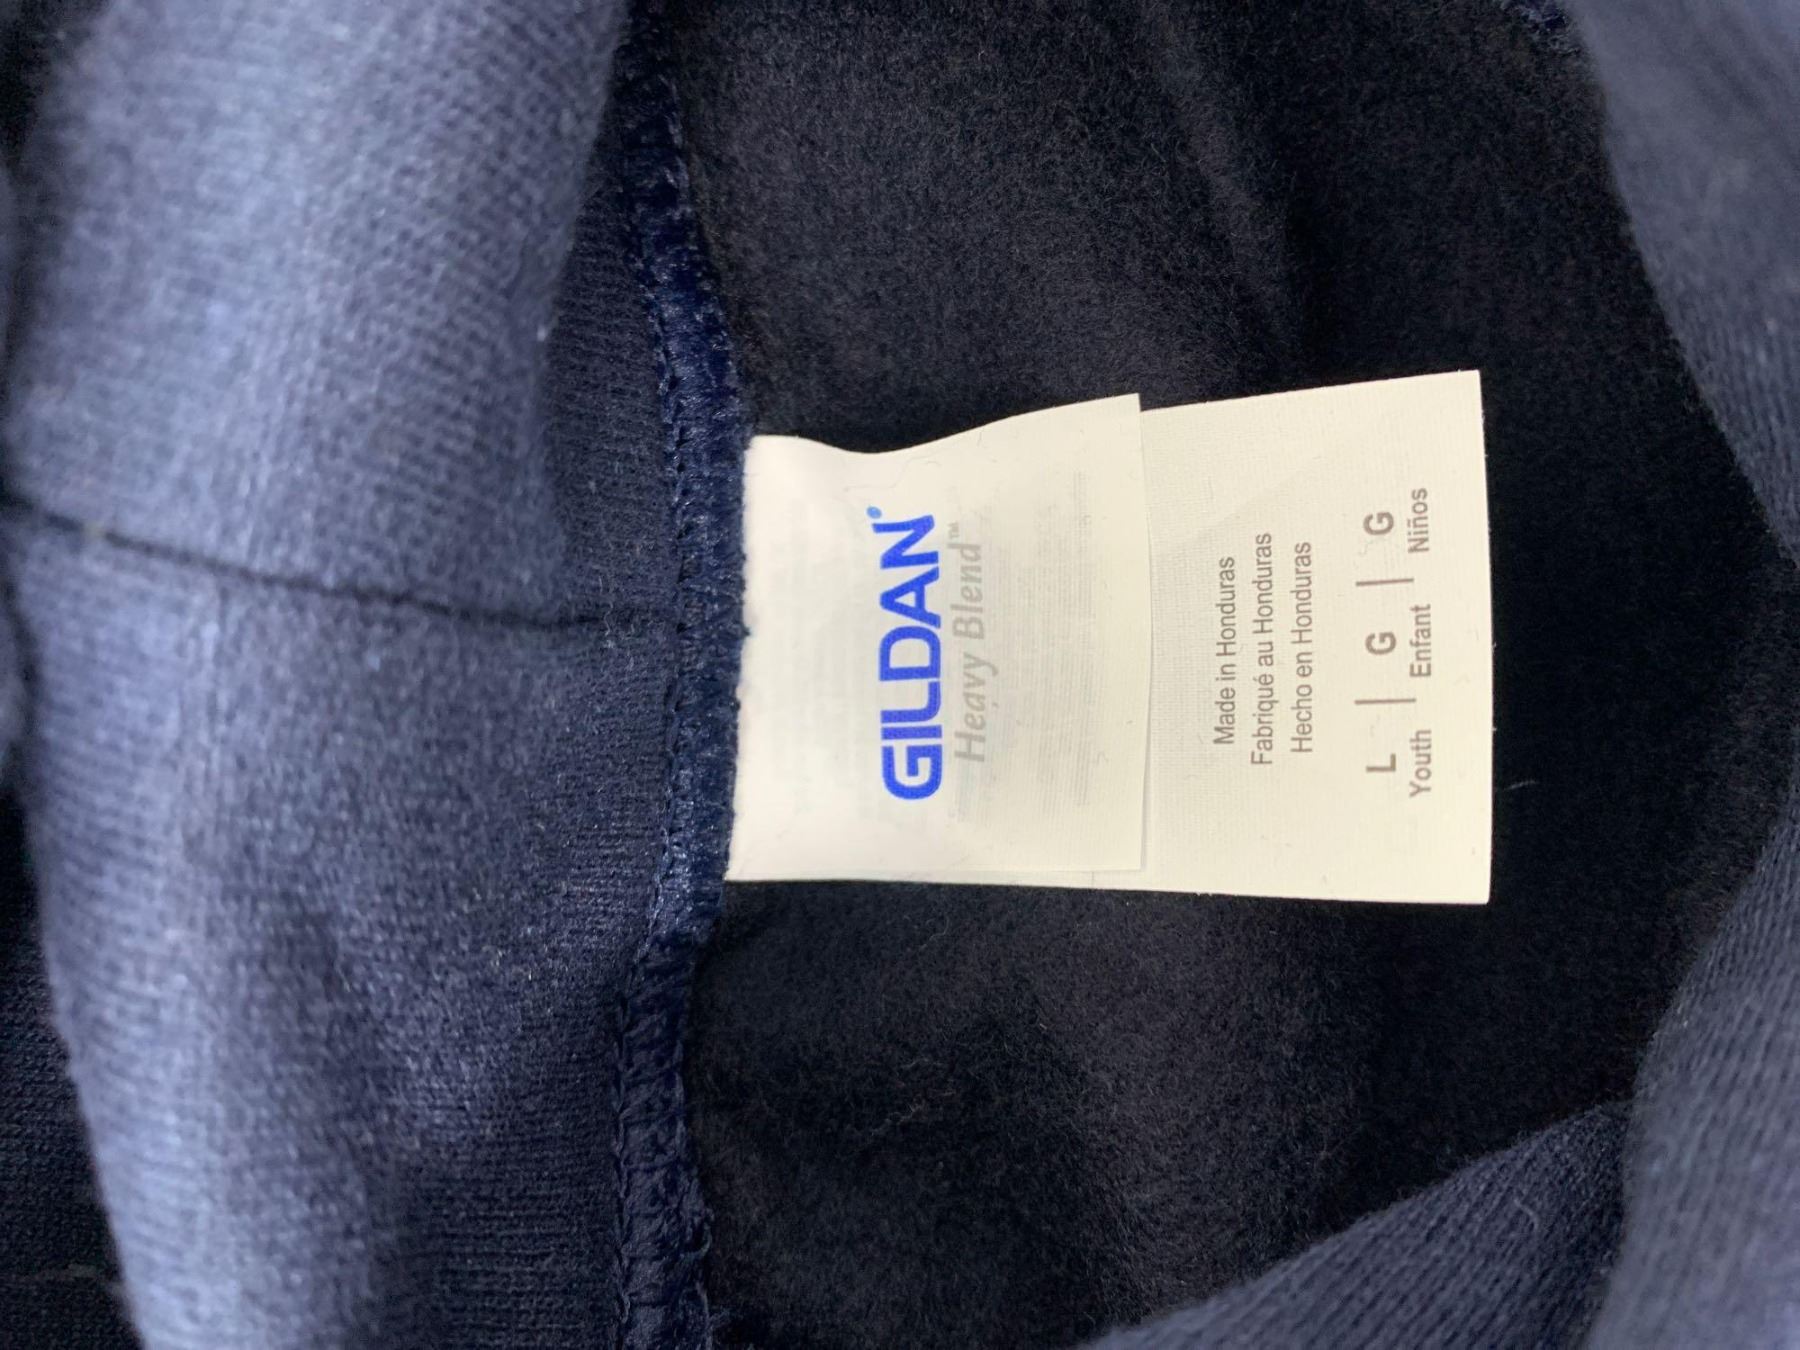 GILDAN
Heavy Blend™
Made in Honduras
Fabriqué au Honduras
Hecho en Honduras
L | G | G
Youth | Enfant | Niños